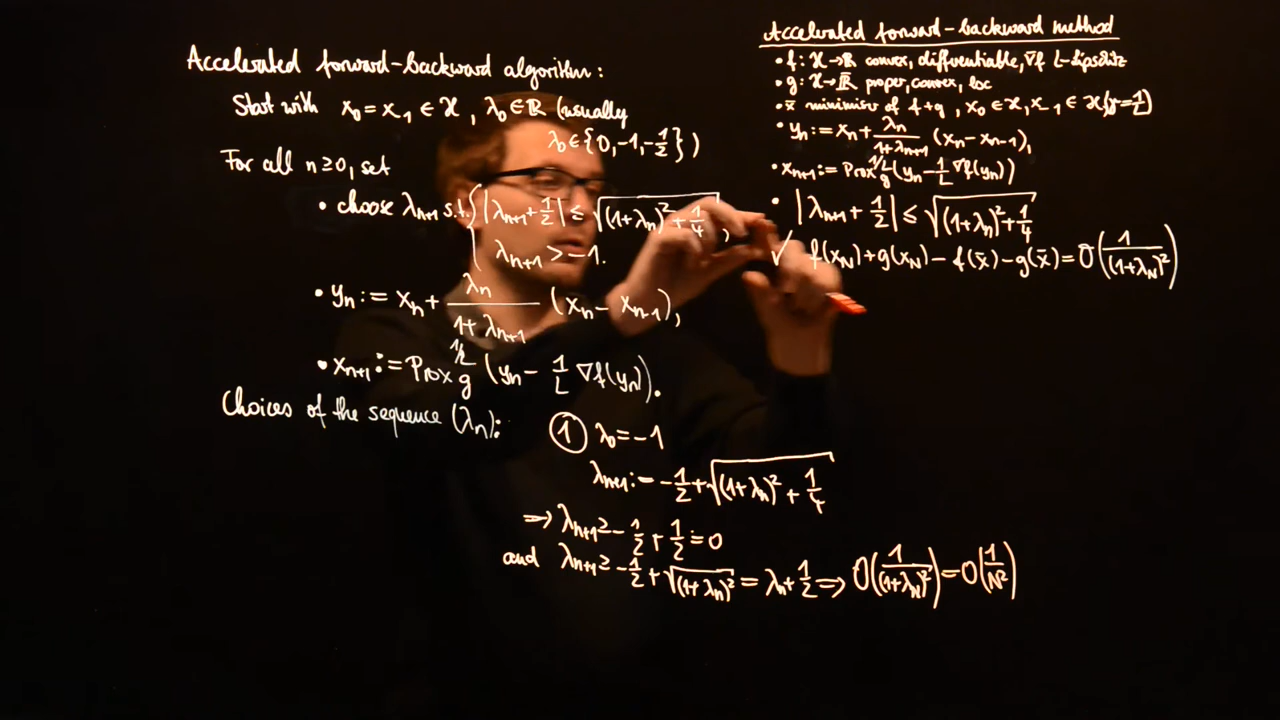 Accelerated forward-backward algorithm:
Start with x₀ = x₋₁ ∈ ℋ, λ₀ ∈ ℝ (usually
λ₀ ∈ {0, -1, -1/2})
For all n ≥ 0, set
• choose λₙ₊₁ s.t. { |λₙ₊₁ + 1/2| ≤ √((1+λₙ)² + 1/4),
λₙ₊₁ > -1.
• yₙ := xₙ + λₙ/(1+λₙ₊₁) (xₙ - xₙ₋₁),
• xₙ₊₁ := Prox_g^{1/L} (yₙ - 1/L ∇f(yₙ)).
Choices of the sequence (λₙ):
① λ₀ = -1
λₙ₊₁ := -1/2 + √((1+λₙ)² + 1/4)
⇒ λₙ₊₁ ≥ -1/2 + 1/2 = 0
and λₙ₊₁ ≥ -1/2 + √((1+λₙ)²) = λₙ + 1/2 ⇒ O(1/(1+λ_N)²) = O(1/N²)
Accelerated forward-backward method
• f: ℋ → ℝ convex, differentiable, ∇f L-Lipschitz
• g: ℋ → ℝ̄ proper, convex, lsc
• x̄ minimiser of f+g, x₀ ∈ ℋ, x₋₁ ∈ ℋ (γ = 1/L)
• yₙ := xₙ + λₙ/(1+λₙ₊₁) (xₙ - xₙ₋₁),
• xₙ₊₁ := Prox_g^{1/L} (yₙ - 1/L ∇f(yₙ))
• |λₙ₊₁ + 1/2| ≤ √((1+λₙ)² + 1/4)
✓ f(x_N) + g(x_N) - f(x̄) - g(x̄) = O(1/(1+λ_N)²)